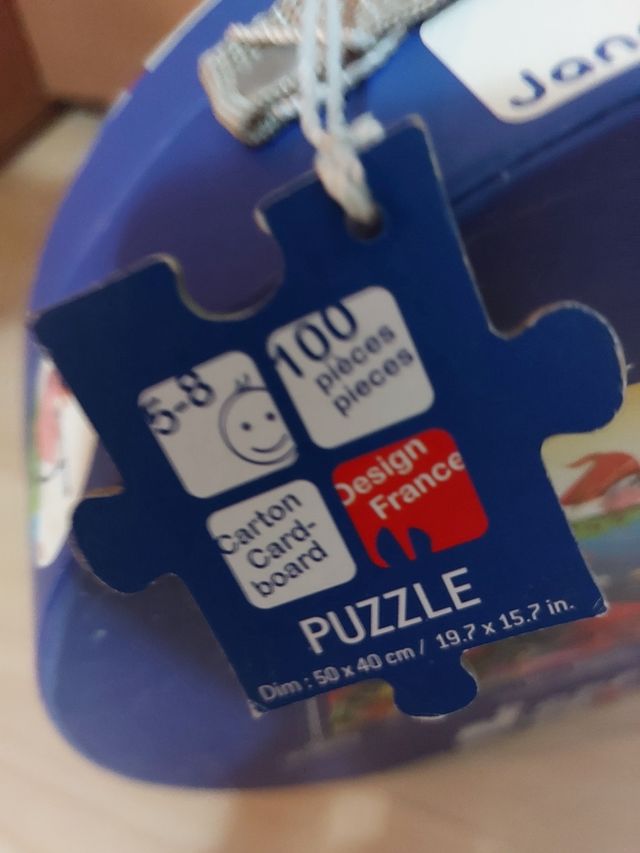 Jan
5-8
100
pièces
pieces
Carton
Card-
board
Design
France
PUZZLE
Dim : 50 x 40 cm / 19.7 x 15.7 in.